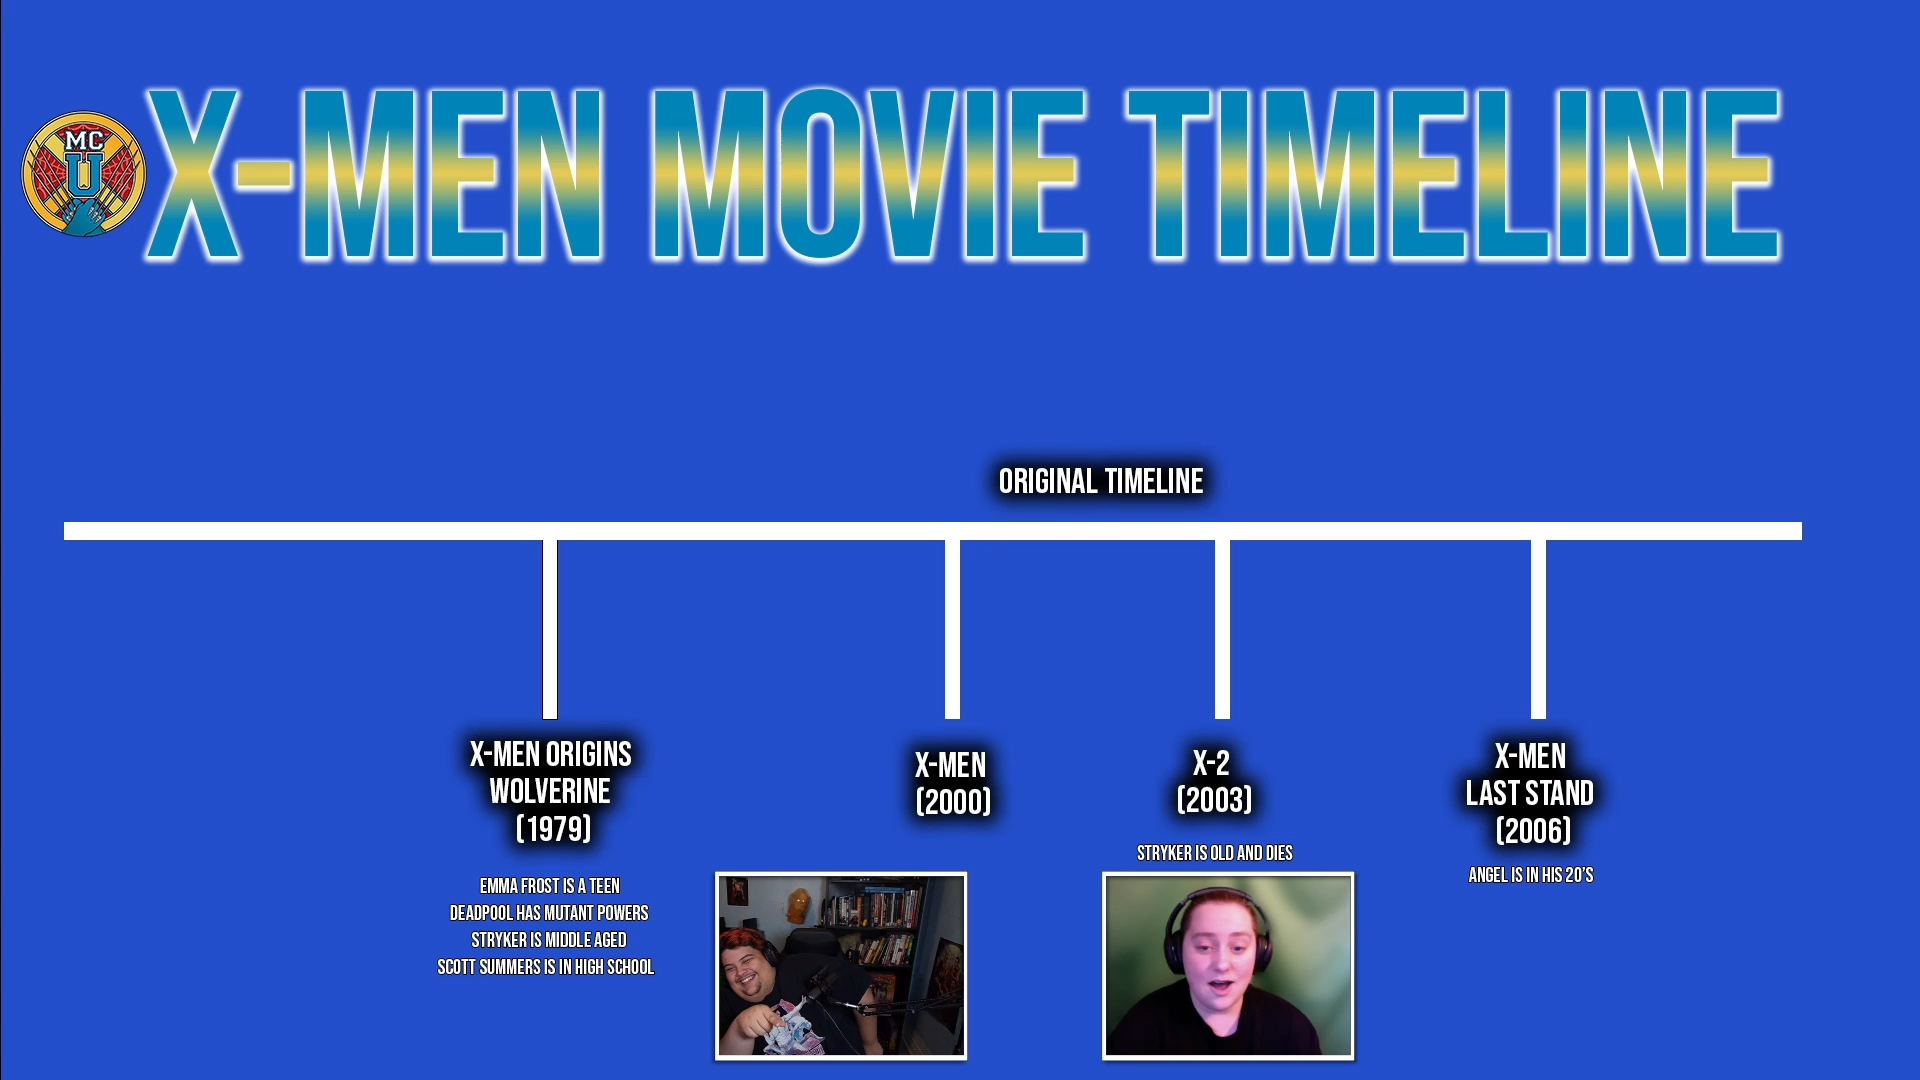 MC
U
X-MEN MOVIE TIMELINE
ORIGINAL TIMELINE
X-MEN ORIGINS
WOLVERINE
(1979)
EMMA FROST IS A TEEN
DEADPOOL HAS MUTANT POWERS
STRYKER IS MIDDLE AGED
SCOTT SUMMERS IS IN HIGH SCHOOL
X-MEN
(2000)
X-2
(2003)
STRYKER IS OLD AND DIES
X-MEN
LAST STAND
(2006)
ANGEL IS IN HIS 20'S